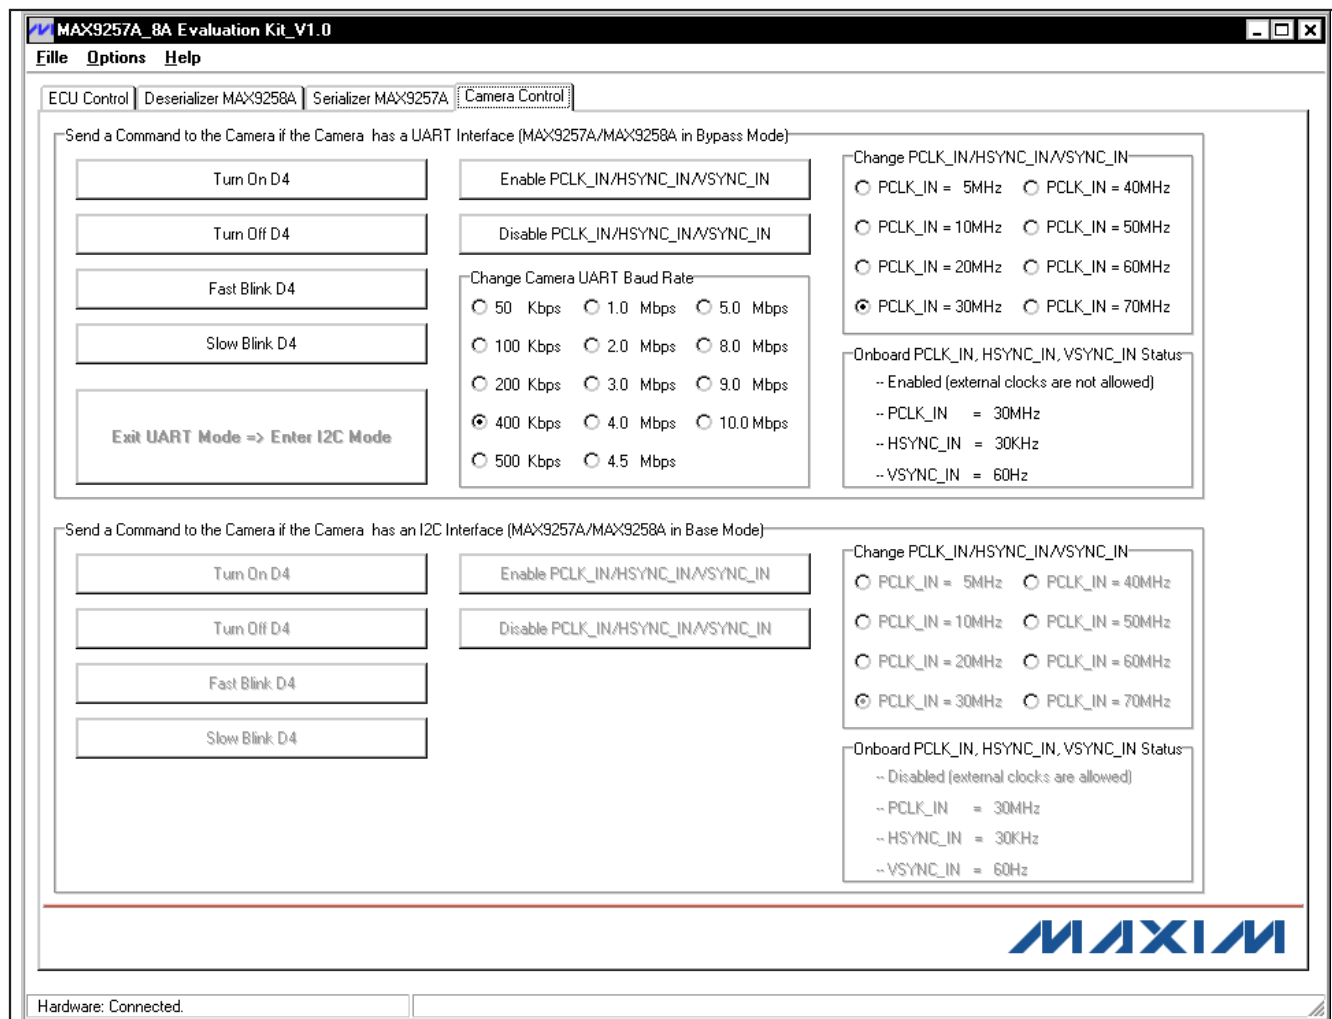 MAX9257A_8A Evaluation Kit_V1.0
Fille Options Help
ECU Control Deserializer MAX9258A Serializer MAX9257A Camera Control
Send a Command to the Camera if the Camera has a UART Interface (MAX9257A/MAX9258A in Bypass Mode)
Turn On D4
Turn Off D4
Fast Blink D4
Slow Blink D4
Exit UART Mode => Enter I2C Mode
Enable PCLK_IN/HSYNC_IN/VSYNC_IN
Disable PCLK_IN/HSYNC_IN/VSYNC_IN
Change Camera UART Baud Rate
50 Kbps 1.0 Mbps 5.0 Mbps
100 Kbps 2.0 Mbps 8.0 Mbps
200 Kbps 3.0 Mbps 9.0 Mbps
400 Kbps 4.0 Mbps 10.0 Mbps
500 Kbps 4.5 Mbps
Change PCLK_IN/HSYNC_IN/VSYNC_IN
PCLK_IN = 5MHz PCLK_IN = 40MHz
PCLK_IN = 10MHz PCLK_IN = 50MHz
PCLK_IN = 20MHz PCLK_IN = 60MHz
PCLK_IN = 30MHz PCLK_IN = 70MHz
Onboard PCLK_IN, HSYNC_IN, VSYNC_IN Status
-- Enabled (external clocks are not allowed)
-- PCLK_IN = 30MHz
-- HSYNC_IN = 30KHz
-- VSYNC_IN = 60Hz
Send a Command to the Camera if the Camera has an I2C Interface (MAX9257A/MAX9258A in Base Mode)
Turn On D4
Turn Off D4
Fast Blink D4
Slow Blink D4
Enable PCLK_IN/HSYNC_IN/VSYNC_IN
Disable PCLK_IN/HSYNC_IN/VSYNC_IN
Change PCLK_IN/HSYNC_IN/VSYNC_IN
PCLK_IN = 5MHz PCLK_IN = 40MHz
PCLK_IN = 10MHz PCLK_IN = 50MHz
PCLK_IN = 20MHz PCLK_IN = 60MHz
PCLK_IN = 30MHz PCLK_IN = 70MHz
Onboard PCLK_IN, HSYNC_IN, VSYNC_IN Status
-- Disabled (external clocks are allowed)
-- PCLK_IN = 30MHz
-- HSYNC_IN = 30KHz
-- VSYNC_IN = 60Hz
MAXIM
Hardware: Connected.